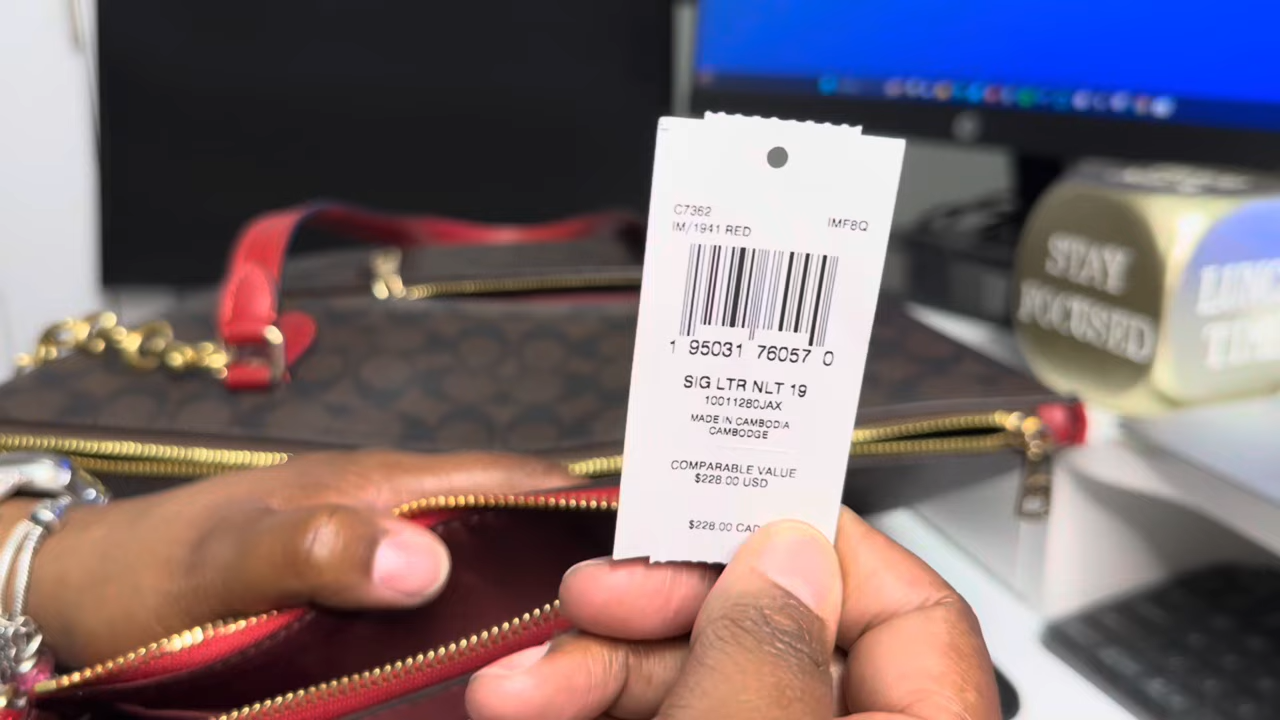 C7362
IM/1941 RED
IMF8Q
1 95031 76057 0
SIG LTR NLT 19
1001128CJAX
MADE IN CAMBODIA
CAMBODGE
COMPARABLE VALUE
$228.00 USD
$228.00 CAD
STAY
FOCUSED